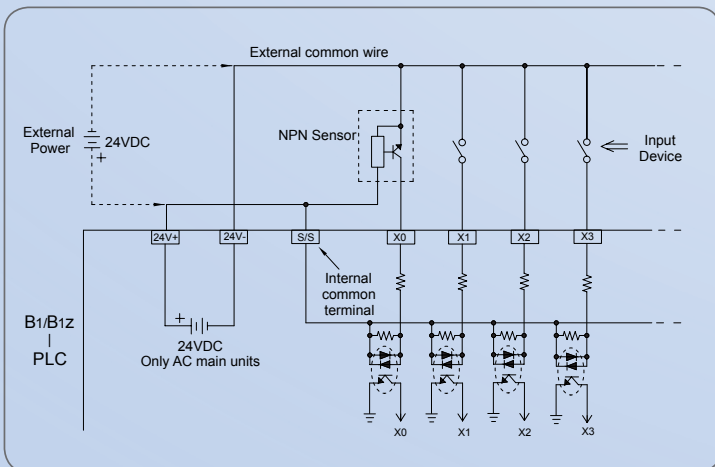 External common wire
NPN Sensor
External
Power
24VDC
+
Input
Device
24V+
24V-
S/S
X0
X1
X2
X3
Internal
common
terminal
+
24VDC
Only AC main units
B1/B1Z
PLC
X0
X1
X2
X3